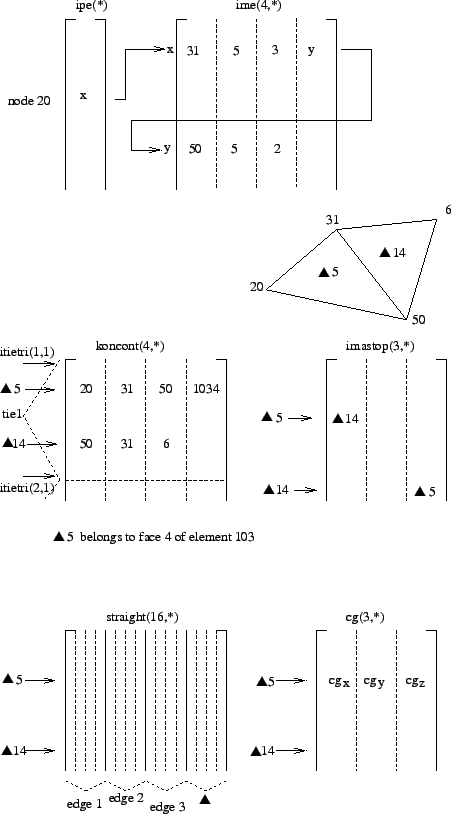 ipe(*) ime(4,*)
x 31 5 3 y
node 20 x
y 50 5 2
6
31
▲14
▲5
20
50
koncont(4,*) imastop(3,*)
itietri(1,1)
▲5 20 31 50 1034
tie1 ▲5 ▲14
▲14 50 31 6
itietri(2,1) ▲14 ▲5
▲5 belongs to face 4 of element 103
straight(16,*) cg(3,*)
▲5 ▲5 cgx cgy cgz
▲14 ▲14
edge 1 edge 2 edge 3 ▲